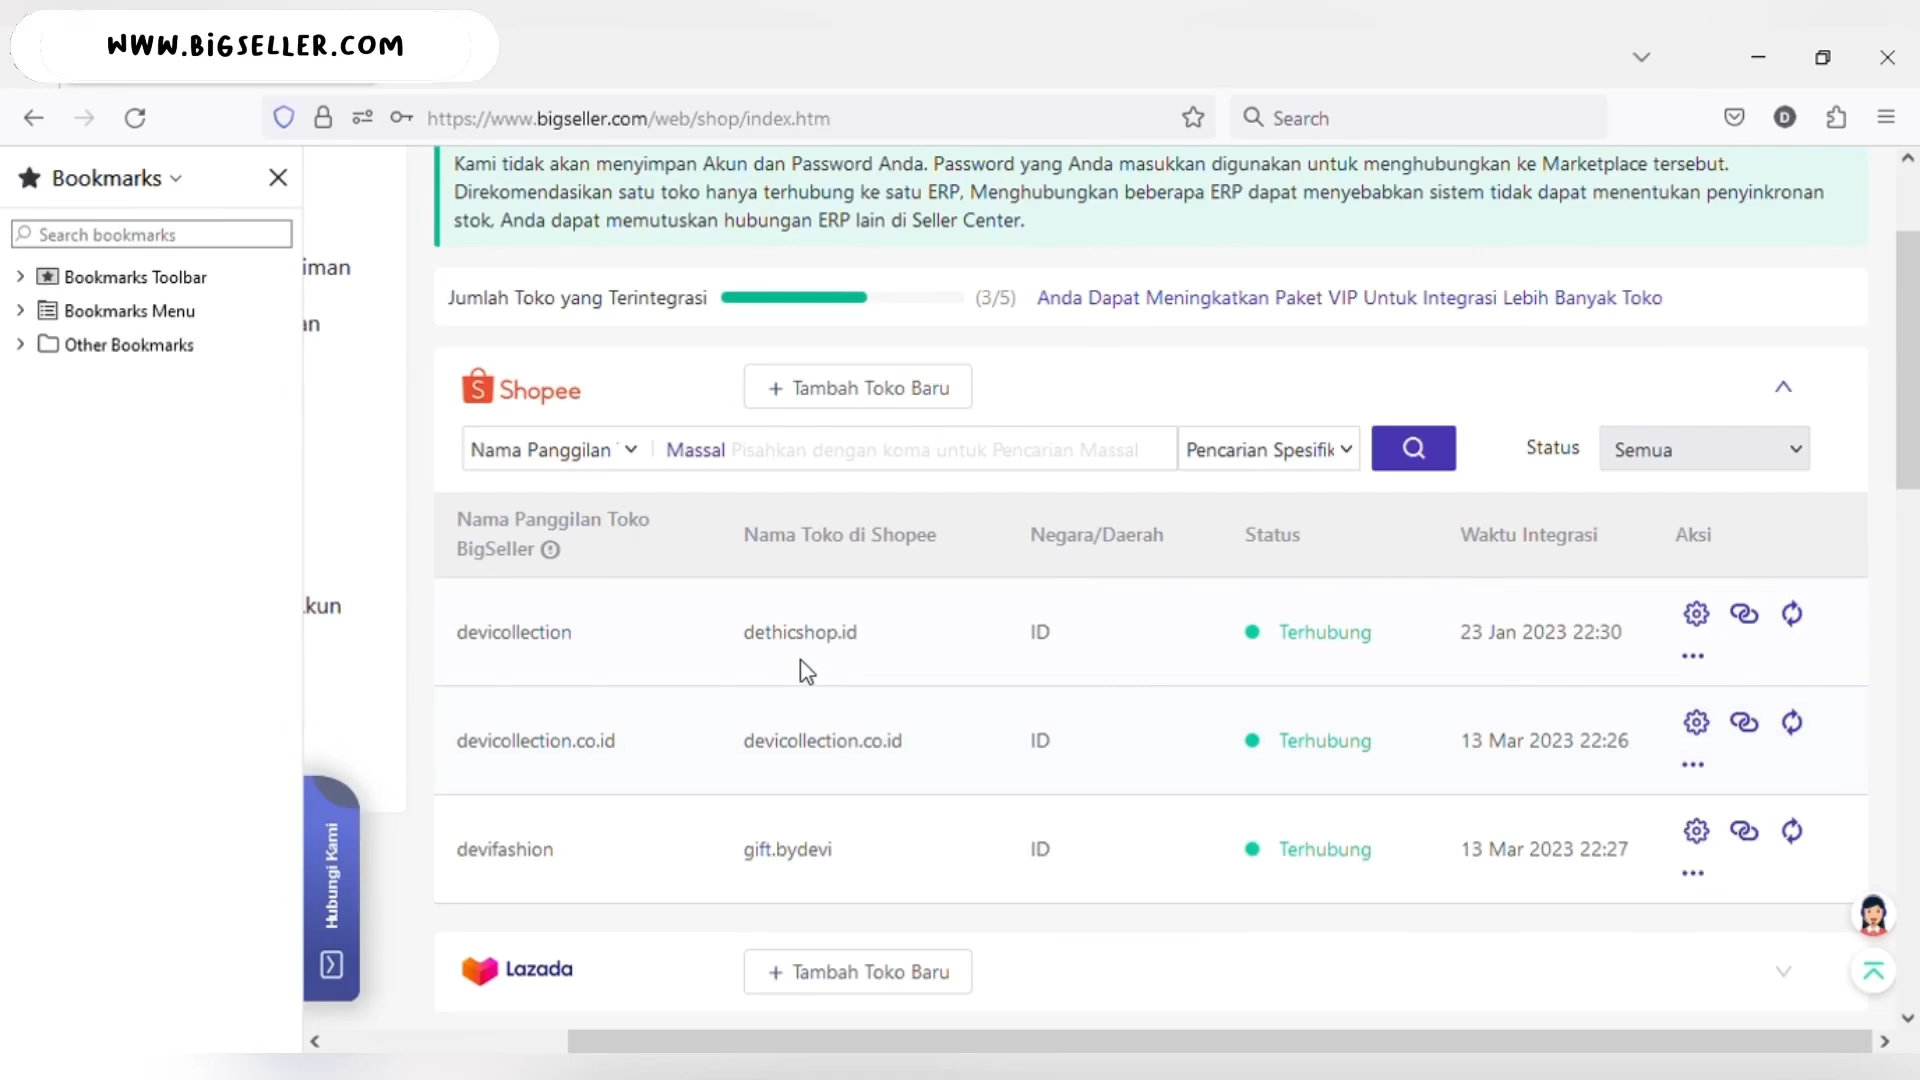 WWW.BIGSELLER.COM
https://www.bigseller.com/web/shop/index.htm
Search
D
Bookmarks
Search bookmarks
Bookmarks Toolbar
Bookmarks Menu
Other Bookmarks
iman
an
kun
Hubungi Kami
Kami tidak akan menyimpan Akun dan Password Anda. Password yang Anda masukkan digunakan untuk menghubungkan ke Marketplace tersebut.
Direkomendasikan satu toko hanya terhubung ke satu ERP, Menghubungkan beberapa ERP dapat menyebabkan sistem tidak dapat menentukan penyinkronan
stok, Anda dapat memutuskan hubungan ERP lain di Seller Center.
Jumlah Toko yang Terintegrasi (3/5) Anda Dapat Meningkatkan Paket VIP Untuk Integrasi Lebih Banyak Toko
Shopee + Tambah Toko Baru
Nama Panggilan Massal Pisahkan dengan koma untuk Pencarian Massal Pencarian Spesifik Status Semua
Nama Panggilan Toko
BigSeller Nama Toko di Shopee Negara/Daerah Status Waktu Integrasi Aksi
devicollection dethicshop.id ID Terhubung 23 Jan 2023 22:30
devicollection.co.id devicollection.co.id ID Terhubung 13 Mar 2023 22:26
devifashion gift.bydevi ID Terhubung 13 Mar 2023 22:27
Lazada + Tambah Toko Baru